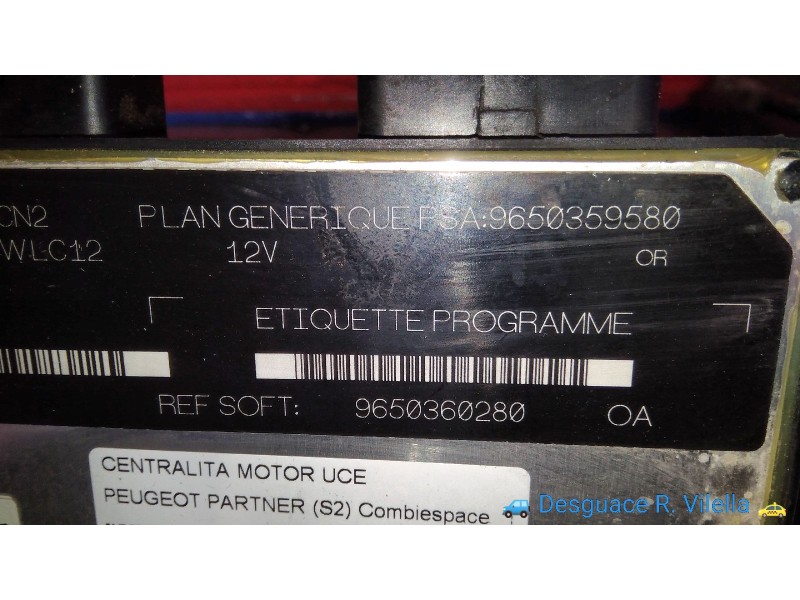 CN2 PLAN GENERIQUE PSA:9650359580
WLC12 12V OR
ETIQUETTE PROGRAMME
REF SOFT: 9650360280 OA
CENTRALITA MOTOR UCE
PEUGEOT PARTNER (S2) Combiespace
Desguace R. Vilella